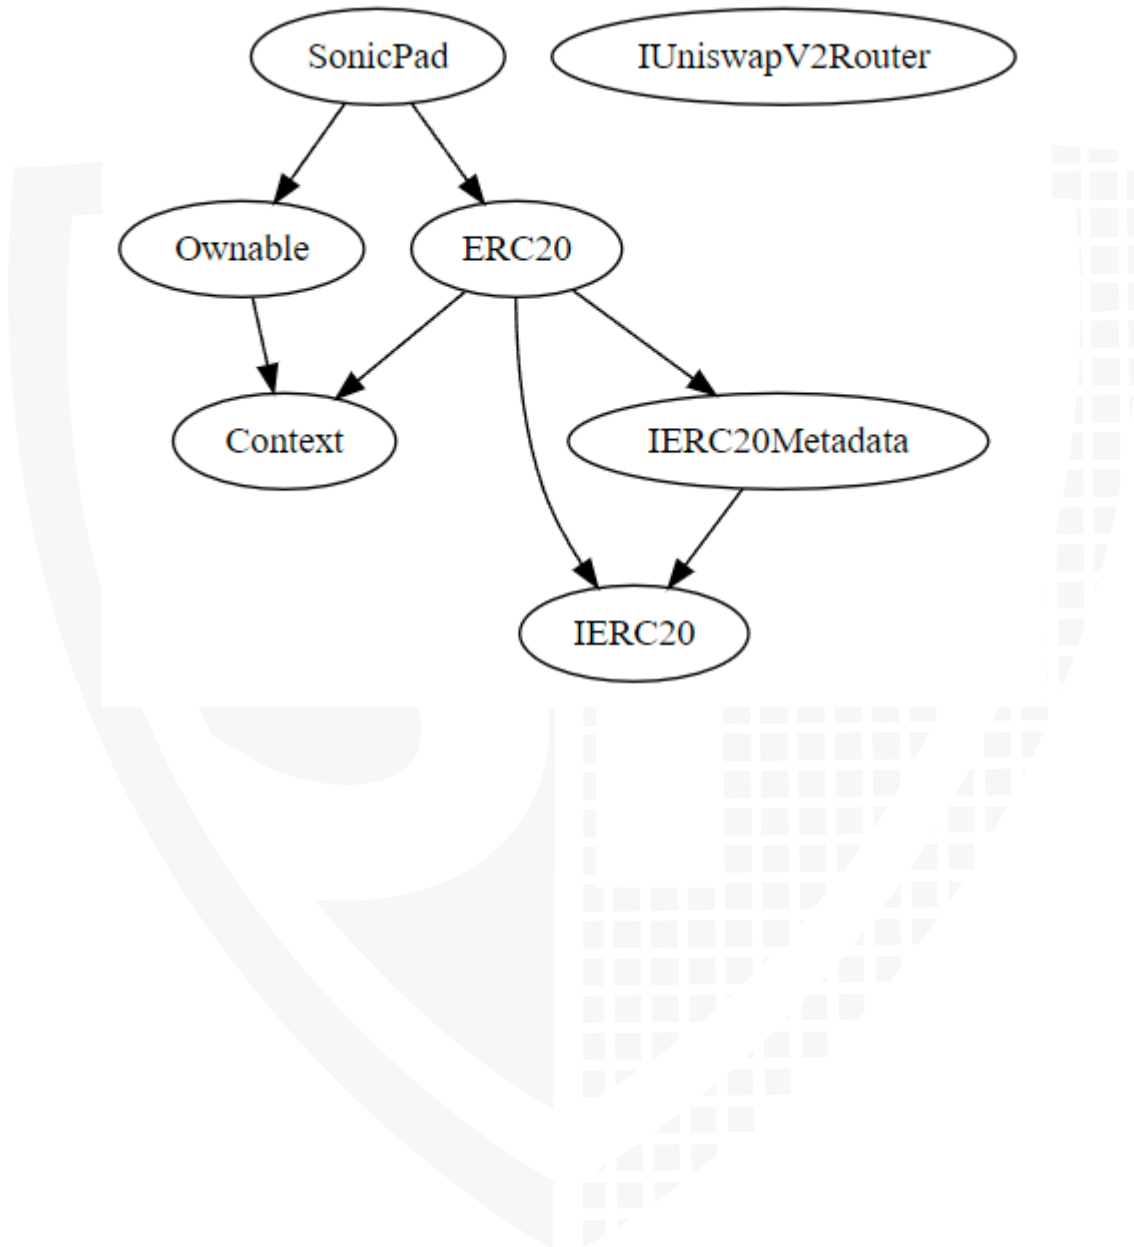 SonicPad
IUniswapV2Router
Ownable
ERC20
Context
IERC20Metadata
IERC20